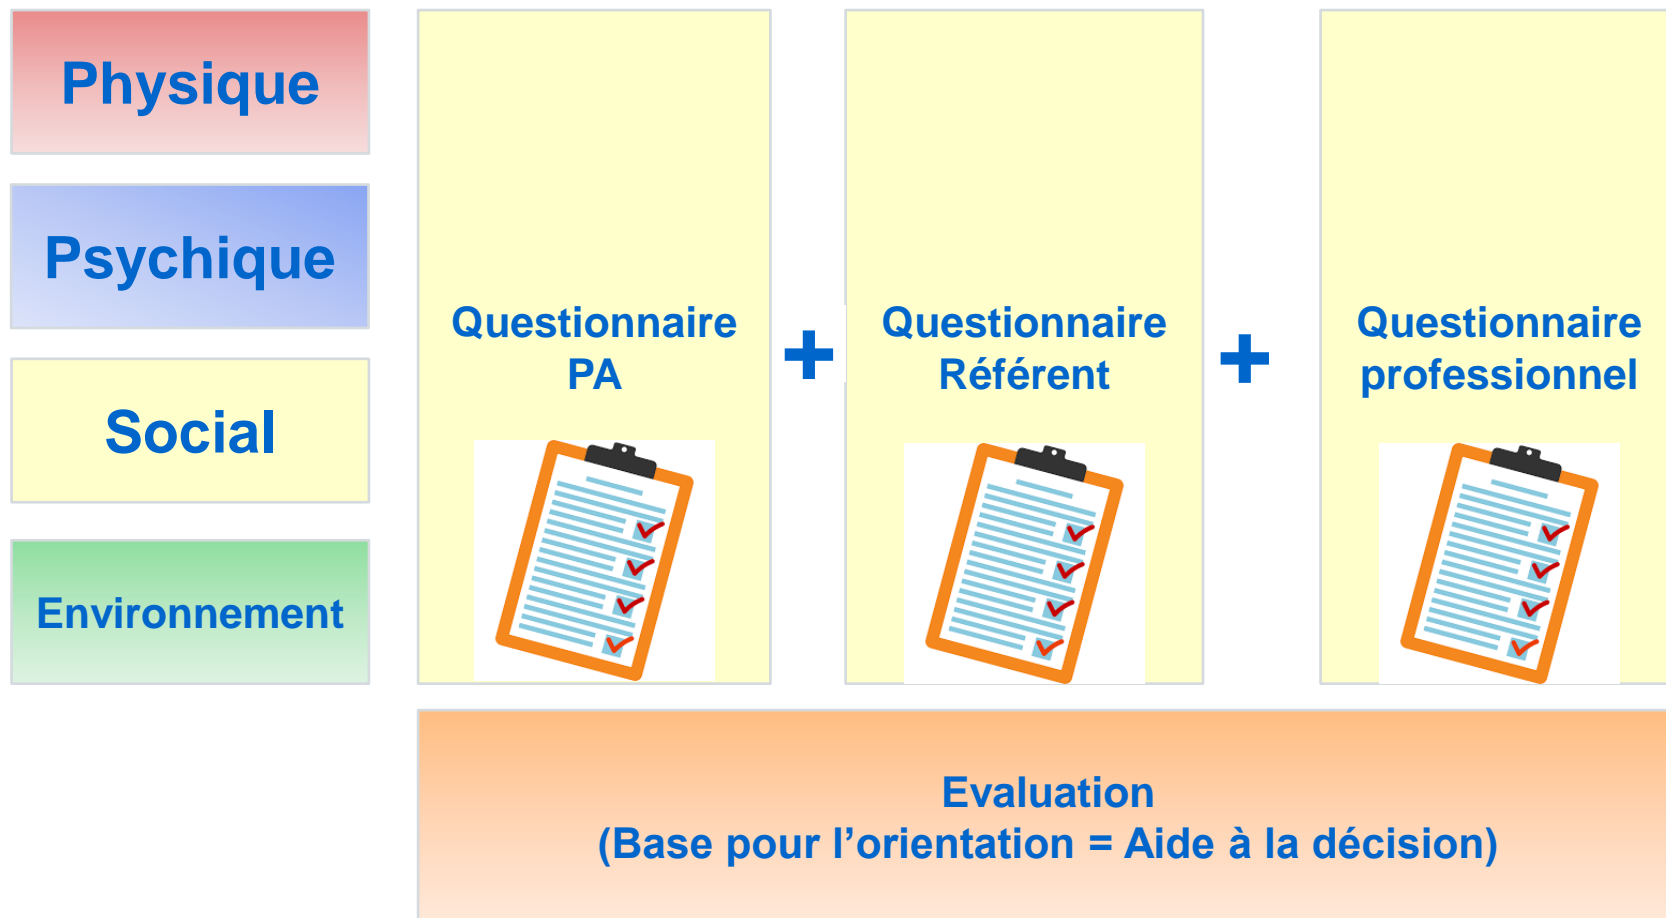 Physique
Psychique
Social
Environnement
Questionnaire
PA
+
Questionnaire
Référent
+
Questionnaire
professionnel
Evaluation
(Base pour l’orientation = Aide à la décision)